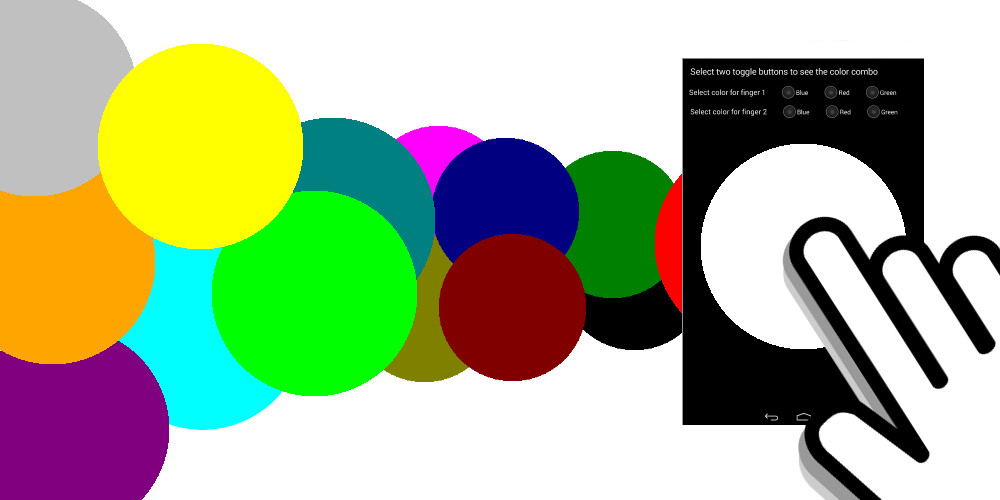 Select two toggle buttons to see the color combo
Select color for finger 1 Blue Red Green
Select color for finger 2 Blue Red Green